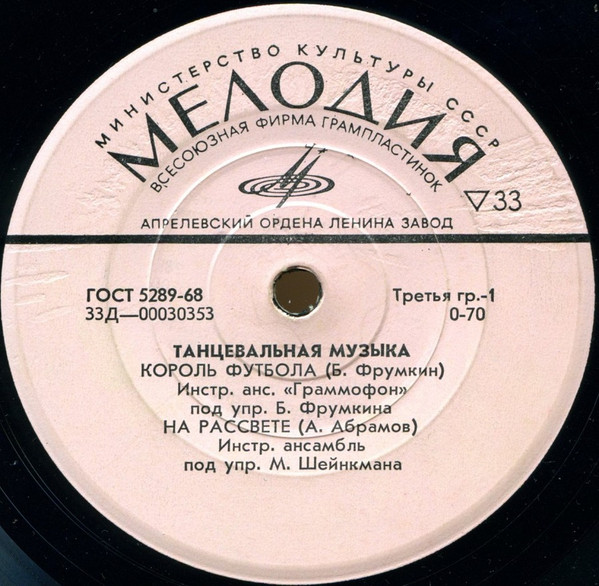 МИНИСТЕРСТВО КУЛЬТУРЫ СССР
МЕЛОДИЯ
ВСЕСОЮЗНАЯ ФИРМА ГРАМПЛАСТИНОК
▽33
АПРЕЛЕВСКИЙ ОРДЕНА ЛЕНИНА ЗАВОД
ГОСТ 5289-68 Третья гр.-1
33Д—00030353 0-70
ТАНЦЕВАЛЬНАЯ МУЗЫКА
КОРОЛЬ ФУТБОЛА (Б. Фрумкин)
Инстр. анс. «Граммофон»
под упр. Б. Фрумкина
НА РАССВЕТЕ (А. Абрамов)
Инстр. ансамбль
под упр. М. Шейнкмана